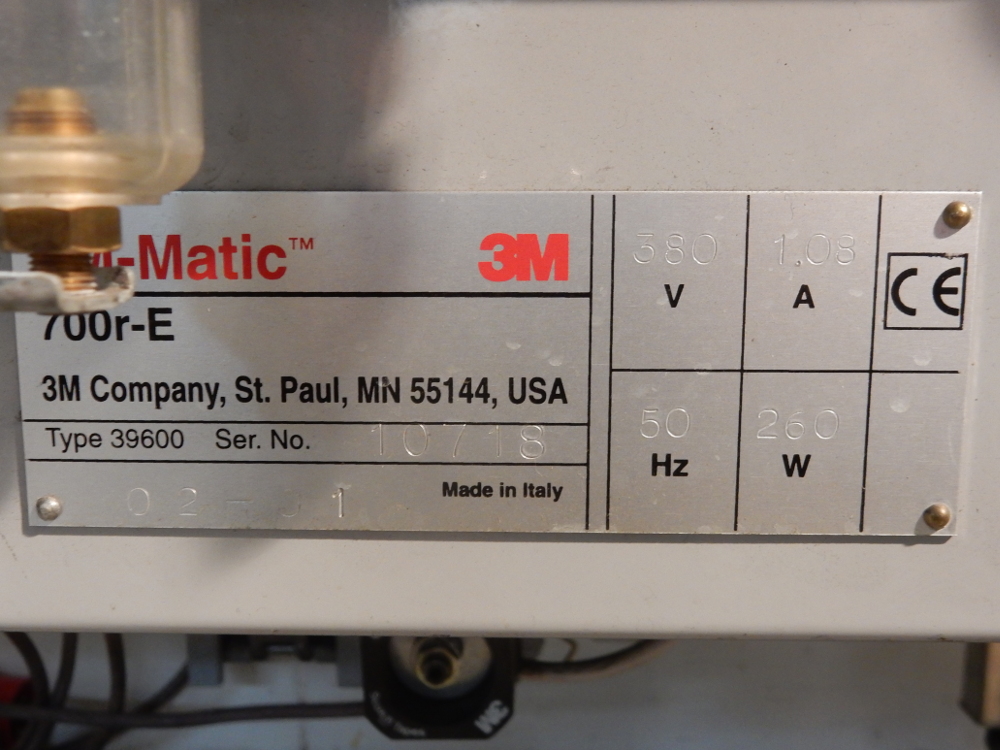 -Matic™ 3M
700r-E
3M Company, St. Paul, MN 55144, USA
Type 39600 Ser. No. 10718
Made in Italy
380 V
1.08 A
CE
50 Hz
260 W
3M